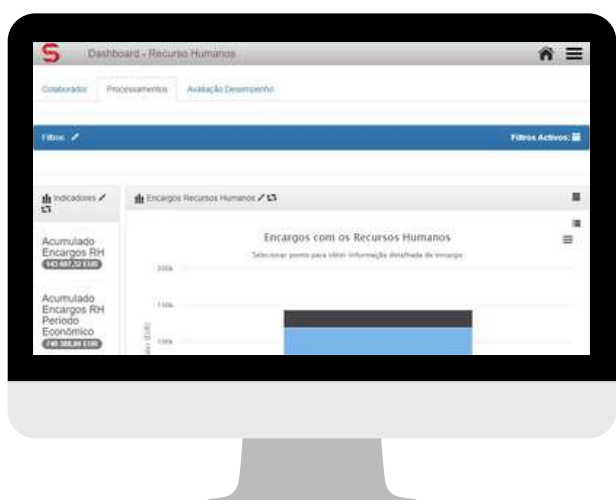 S
Dashboard - Recurso Humanos
Colaborador
Processamentos
Avaliação Desempenho
Filtros
Filtros Activos:
Indicadores
Encargos Recursos Humanos
Acumulado
Encargos RH
Acumulado
Encargos RH
Período
Económico
Encargos com os Recursos Humanos
Selecionar ponto para obter informação detalhada do encargo
200k
150k
100k